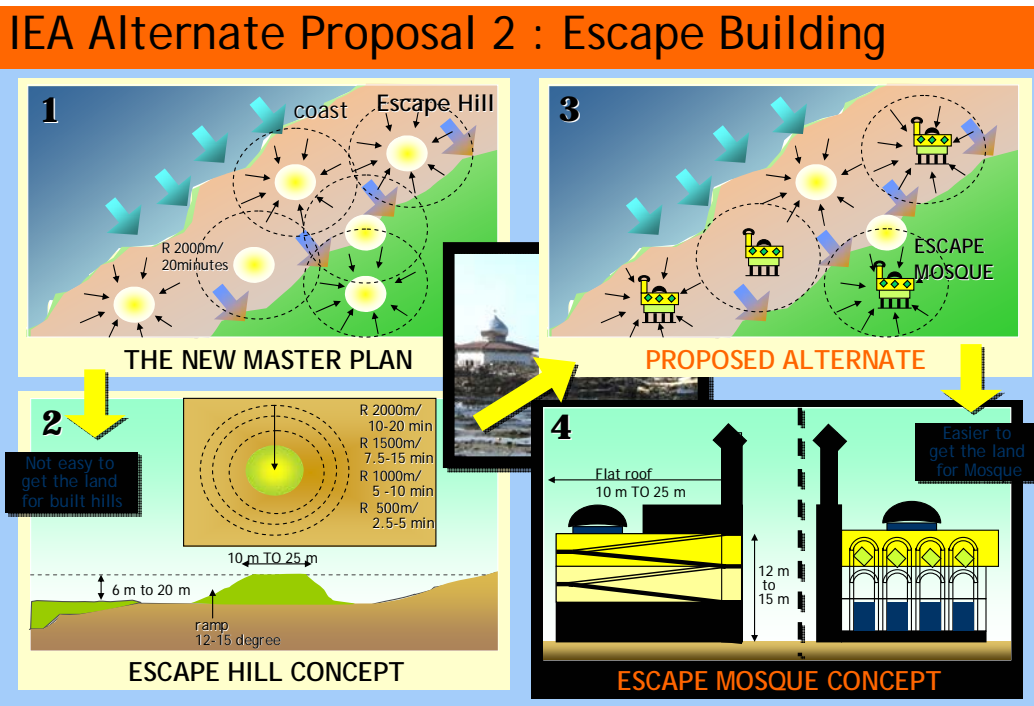 IEA Alternate Proposal 2 : Escape Building
1
coast
Escape Hill
R 2000m/
20minutes
THE NEW MASTER PLAN
Not easy to
get the land
for built hills
2
R 2000m/
10-20 min
R 1500m/
7.5-15 min
R 1000m/
5 -10 min
R 500m/
2.5-5 min
10 m TO 25 m
6 m to 20 m
ramp
12-15 degree
ESCAPE HILL CONCEPT
3
ESCAPE
MOSQUE
PROPOSED ALTERNATE
Easier to
get the land
for Mosque
4
Flat roof
10 m TO 25 m
12 m
to
15 m
ESCAPE MOSQUE CONCEPT